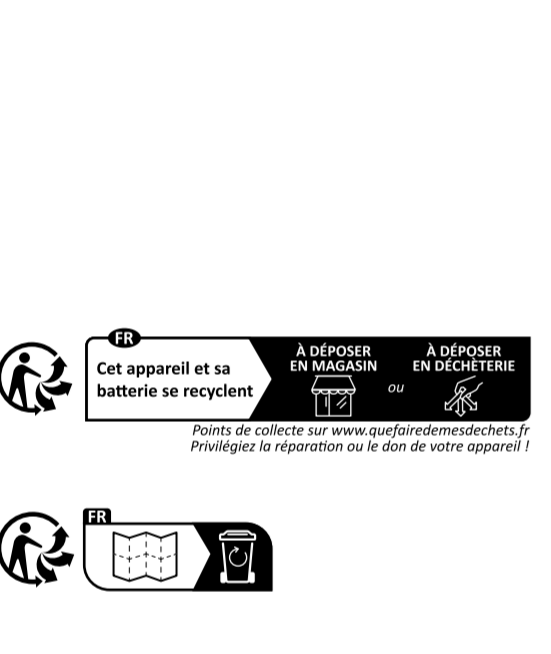 FR
Cet appareil et sa
batterie se recyclent
À DÉPOSER
EN MAGASIN
ou
À DÉPOSER
EN DÉCHÈTERIE
Points de collecte sur www.quefairedemesdechets.fr
Privilégiez la réparation ou le don de votre appareil !
FR